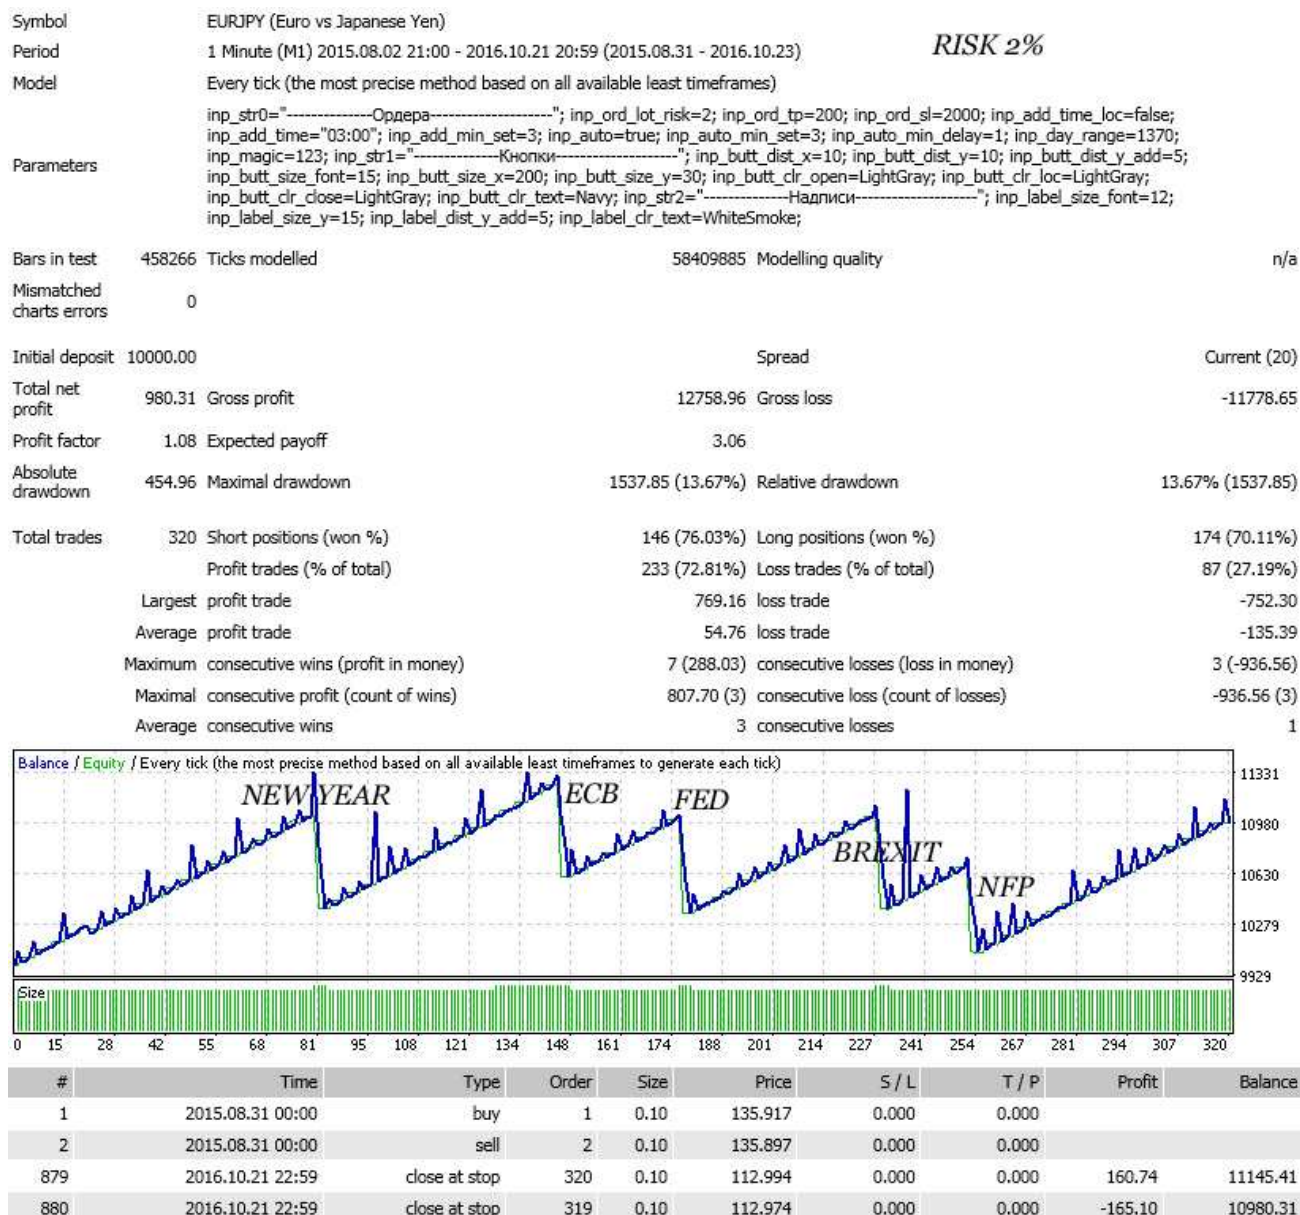 Symbol EURJPY (Euro vs Japanese Yen)
Period 1 Minute (M1) 2015.08.02 21:00 - 2016.10.21 20:59 (2015.08.31 - 2016.10.23) RISK 2%
Model Every tick (the most precise method based on all available least timeframes)
inp_str0="--------------Ордера--------------------"; inp_ord_lot_risk=2; inp_ord_tp=200; inp_ord_sl=2000; inp_add_time_loc=false;
inp_add_time="03:00"; inp_add_min_set=3; inp_auto=true; inp_auto_min_set=3; inp_auto_min_delay=1; inp_day_range=1370;
Parameters inp_magic=123; inp_str1="--------------Кнопки--------------------"; inp_butt_dist_x=10; inp_butt_dist_y=10; inp_butt_dist_y_add=5;
inp_butt_size_font=15; inp_butt_size_x=200; inp_butt_size_y=30; inp_butt_clr_open=LightGray; inp_butt_clr_loc=LightGray;
inp_butt_clr_close=LightGray; inp_butt_clr_text=Navy; inp_str2="--------------Надписи--------------------"; inp_label_size_font=12;
inp_label_size_y=15; inp_label_dist_y_add=5; inp_label_clr_text=WhiteSmoke;
Bars in test 458266 Ticks modelled 58409885 Modelling quality n/a
Mismatched
charts errors 0
Initial deposit 10000.00 Spread Current (20)
Total net
profit 980.31 Gross profit 12758.96 Gross loss -11778.65
Profit factor 1.08 Expected payoff 3.06
Absolute
drawdown 454.96 Maximal drawdown 1537.85 (13.67%) Relative drawdown 13.67% (1537.85)
Total trades 320 Short positions (won %) 146 (76.03%) Long positions (won %) 174 (70.11%)
Profit trades (% of total) 233 (72.81%) Loss trades (% of total) 87 (27.19%)
Largest profit trade 769.16 loss trade -752.30
Average profit trade 54.76 loss trade -135.39
Maximum consecutive wins (profit in money) 7 (288.03) consecutive losses (loss in money) 3 (-936.56)
Maximal consecutive profit (count of wins) 807.70 (3) consecutive loss (count of losses) -936.56 (3)
Average consecutive wins 3 consecutive losses 1
Balance / Equity / Every tick (the most precise method based on all available least timeframes to generate each tick)
11331
NEW YEAR ECB FED
10980
BREXIT
10630
NFP
10279
9929
Size
0 15 28 42 55 68 81 95 108 121 134 148 161 174 188 201 214 227 241 254 267 281 294 307 320
# Time Type Order Size Price S / L T / P Profit Balance
1 2015.08.31 00:00 buy 1 0.10 135.917 0.000 0.000
2 2015.08.31 00:00 sell 2 0.10 135.897 0.000 0.000
879 2016.10.21 22:59 close at stop 320 0.10 112.994 0.000 0.000 160.74 11145.41
880 2016.10.21 22:59 close at stop 319 0.10 112.974 0.000 0.000 -165.10 10980.31